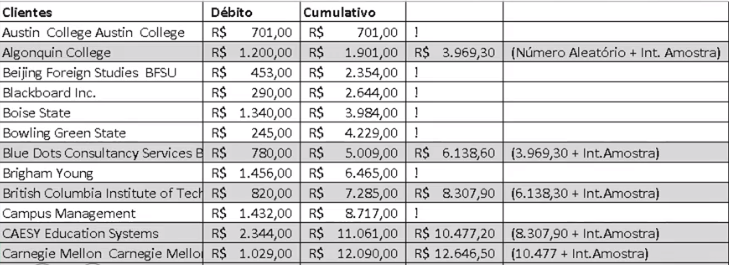 Clientes Débito Cumulativo
Austin College Austin College R$ 701,00 R$ 701,00 !
Algonquin College R$ 1.200,00 R$ 1.901,00 R$ 3.969,30 (Número Aleatório + Int. Amostra)
Beijing Foreign Studies BFSU R$ 453,00 R$ 2.354,00 !
Blackboard Inc. R$ 290,00 R$ 2.644,00 !
Boise State R$ 1.340,00 R$ 3.984,00 !
Bowling Green State R$ 245,00 R$ 4.229,00 !
Blue Dots Consultancy Services B R$ 780,00 R$ 5.009,00 R$ 6.138,60 (3.969,30 + Int.Amostra)
Brigham Young R$ 1.456,00 R$ 6.465,00 !
British Columbia Institute of Tech R$ 820,00 R$ 7.285,00 R$ 8.307,90 (6.138,30 + Int.Amostra)
Campus Management R$ 1.432,00 R$ 8.717,00 !
CAESY Education Systems R$ 2.344,00 R$ 11.061,00 R$ 10.477,20 (8.307,90 + Int.Amostra)
Carnegie Mellon Carnegie Mellon R$ 1.029,00 R$ 12.090,00 R$ 12.646,50 (10.477 + Int.Amostra)